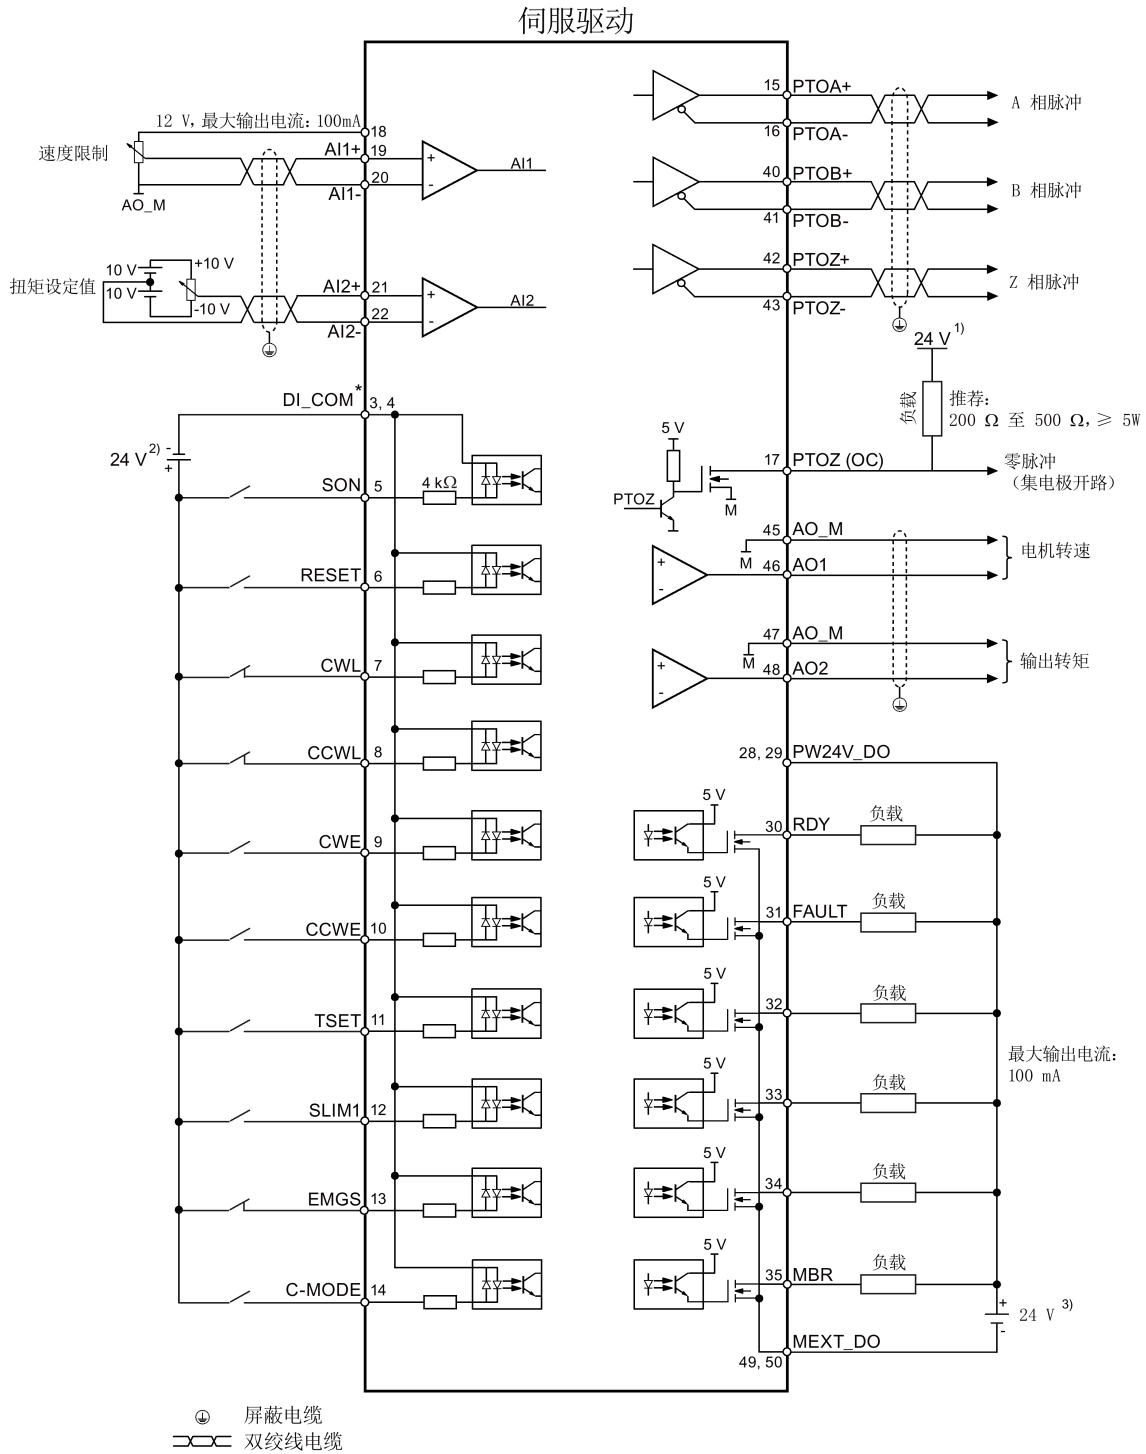 伺服驱动
12 V, 最大输出电流: 100mA
18
速度限制
AI1+ 19
20
AI1-
AO_M
+ - AI1
10 V
10 V
+10 V
-10 V
扭矩设定值
AI2+ 21
22
AI2-
+ - AI2
DI_COM* 3, 4
24 V 2) - +
SON 5 4 kΩ
RESET 6
CWL 7
CCWL 8
CWE 9
CCWE 10
TSET 11
SLIM1 12
EMGS 13
C-MODE 14
15 PTOA+
16 PTOA-
A 相脉冲
40 PTOB+
41 PTOB-
B 相脉冲
42 PTOZ+
43 PTOZ-
Z 相脉冲
24 V 1)
负载
推荐:
200 Ω 至 500 Ω, ≥ 5W
5 V
PTOZ
M
17 PTOZ (OC)
零脉冲
(集电极开路)
45 AO_M
M
46 AO1
+ -
电机转速
47 AO_M
M
48 AO2
+ -
输出转矩
28, 29 PW24V_DO
5 V
30 RDY 负载
5 V
31 FAULT 负载
5 V
32 负载
最大输出电流:
100 mA
5 V
33 负载
5 V
34 负载
5 V
35 MBR 负载
+ - 24 V 3)
49, 50 MEXT_DO
屏蔽电缆
双绞线电缆